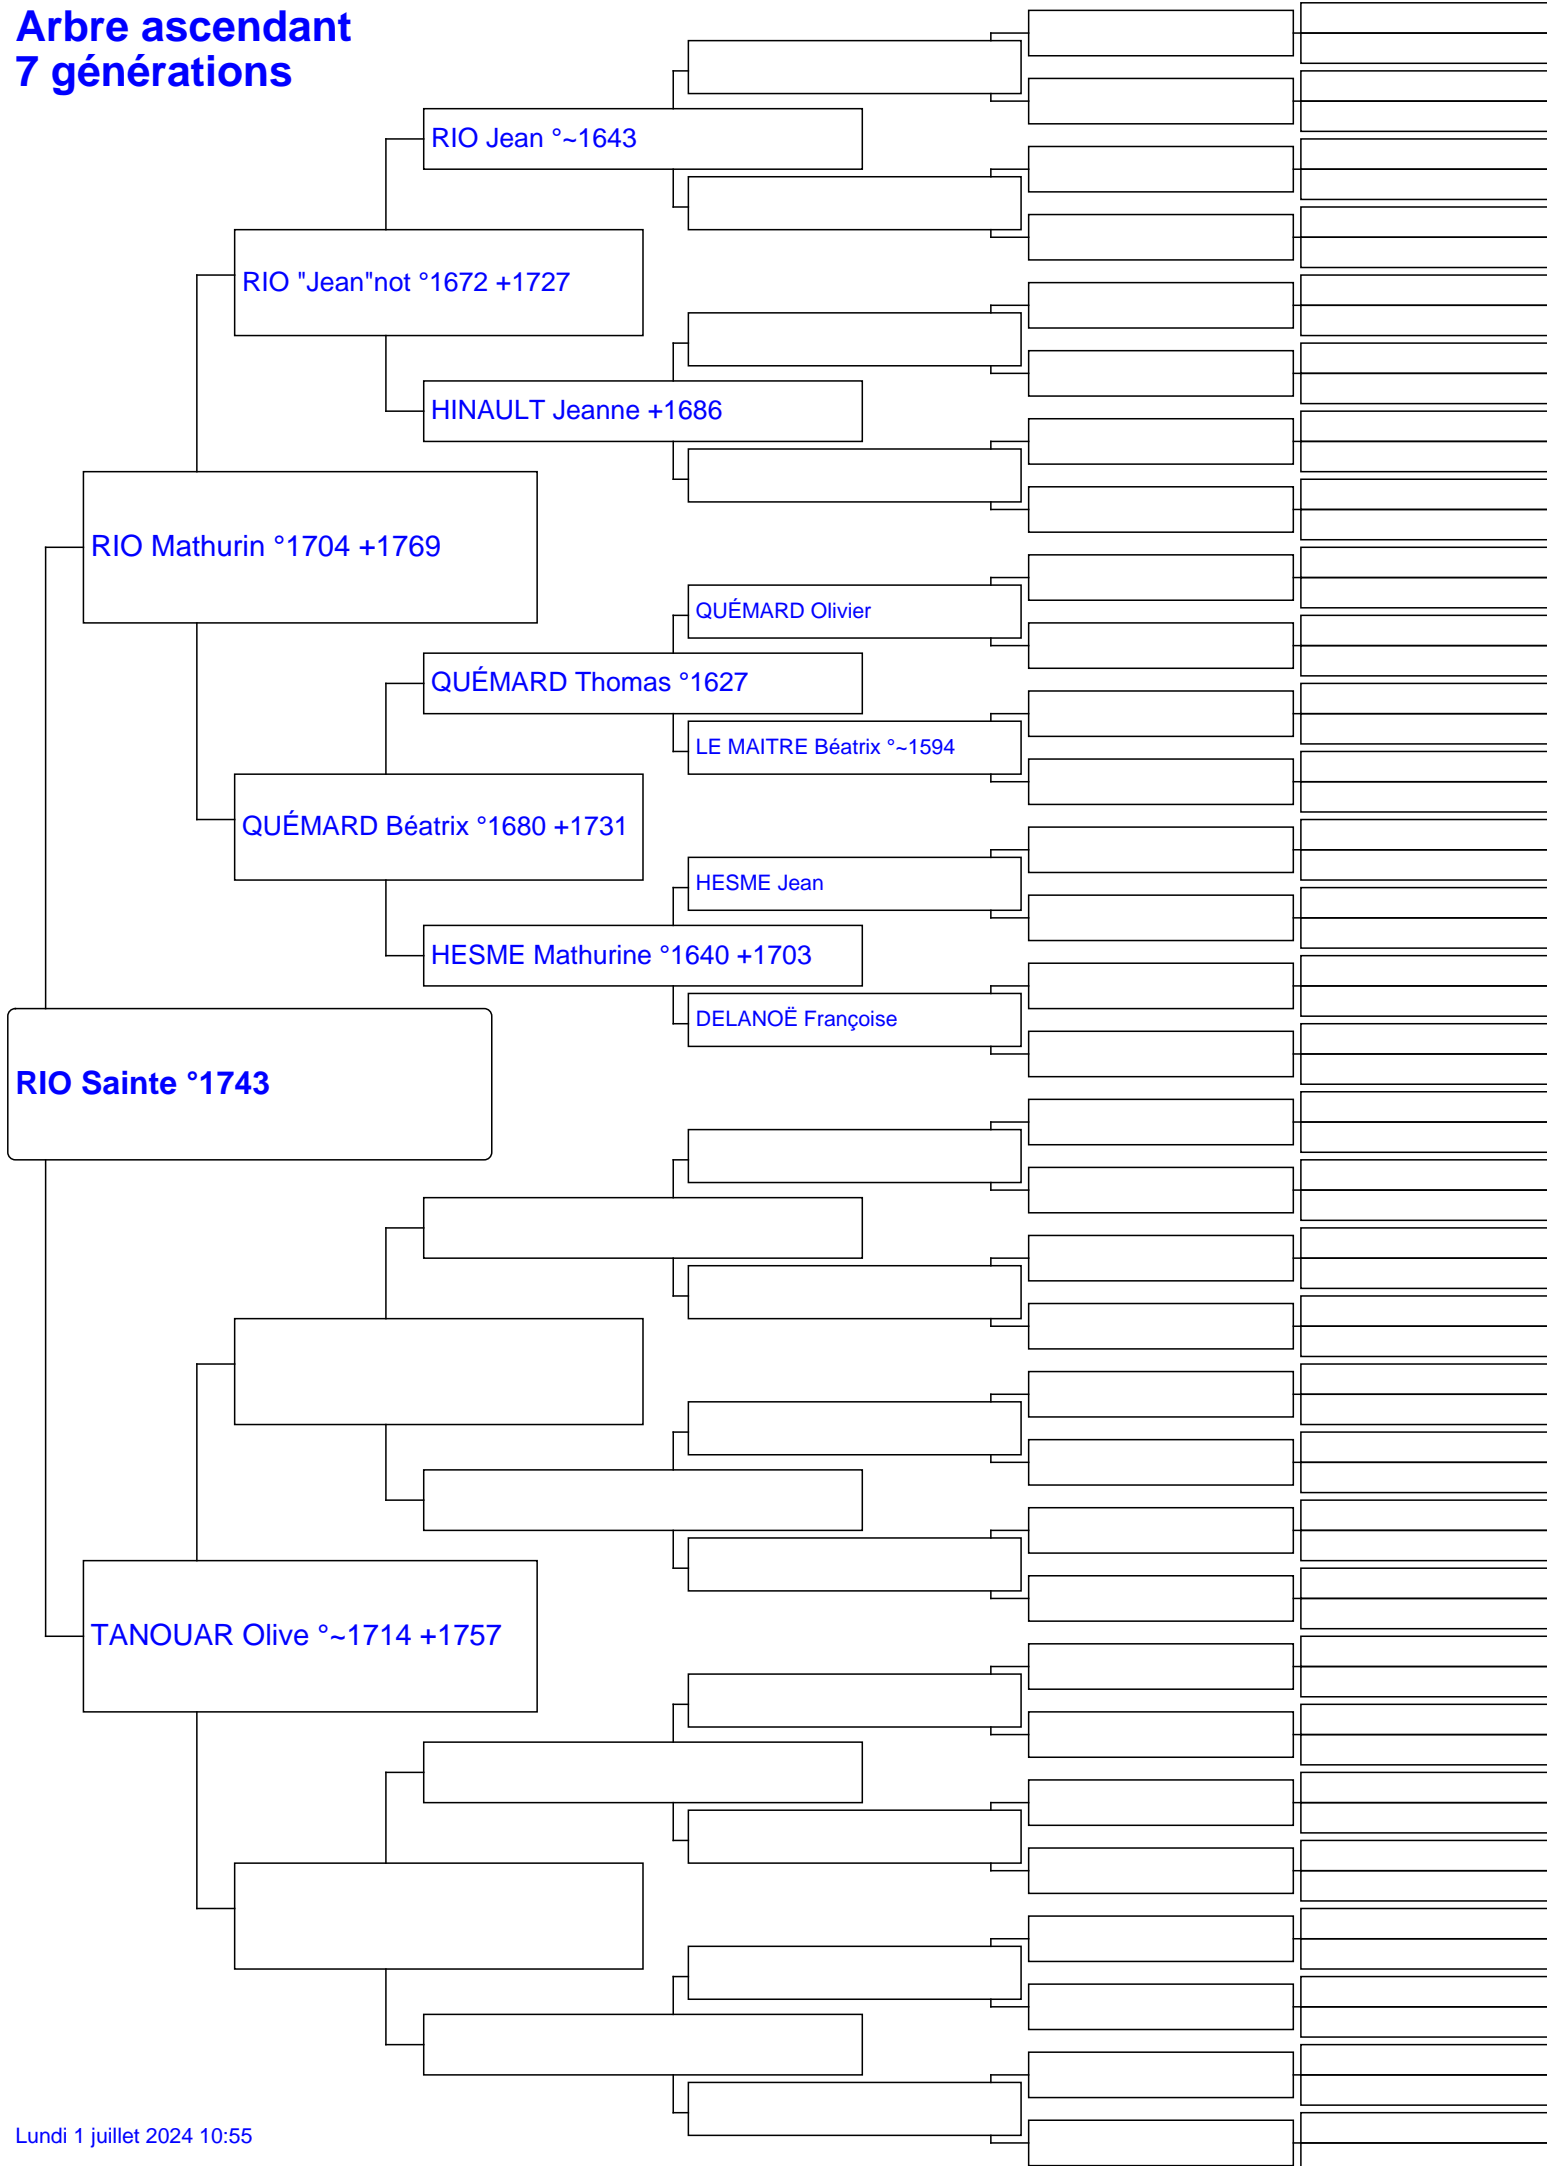 Arbre ascendant
7 générations
RIO Jean °~1643
RIO "Jean"not °1672 +1727
HINAULT Jeanne +1686
RIO Mathurin °1704 +1769
QUÉMARD Olivier
QUÉMARD Thomas °1627
LE MAITRE Béatrix °~1594
QUÉMARD Béatrix °1680 +1731
HESME Jean
HESME Mathurine °1640 +1703
DELANOË Françoise
RIO Sainte °1743
TANOUAR Olive °~1714 +1757
Lundi 1 juillet 2024 10:55